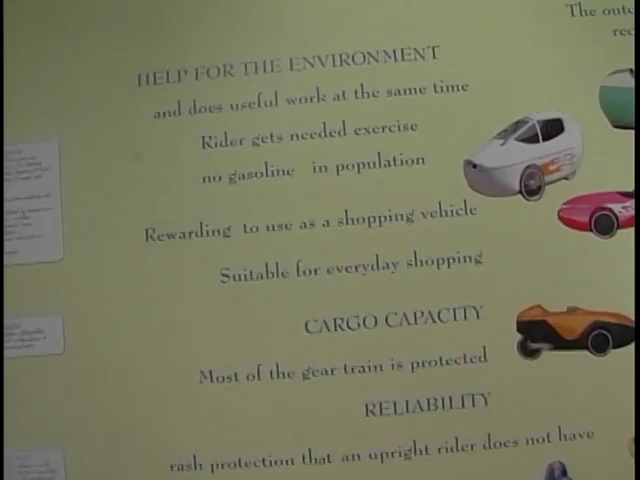 The outc
rec
HELP FOR THE ENVIRONMENT
and does useful work at the same time
Rider gets needed exercise
no gasoline in population
Rewarding to use as a shopping vehicle
Suitable for everyday shopping
CARGO CAPACITY
Most of the gear train is protected
RELIABILITY
rash protection that an upright rider does not have